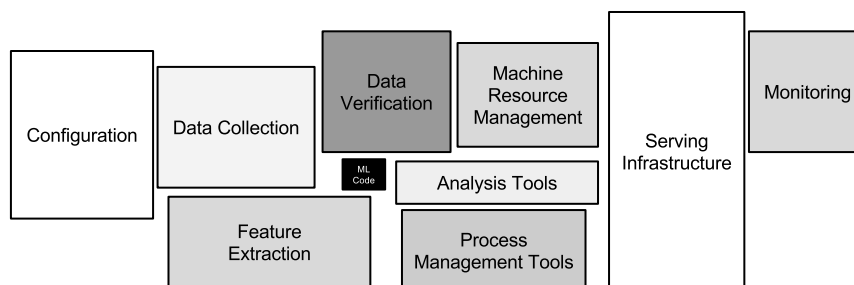 Configuration
Data Collection
Data
Verification
Machine
Resource
Management
Serving
Infrastructure
Monitoring
ML
Code
Analysis Tools
Feature
Extraction
Process
Management Tools